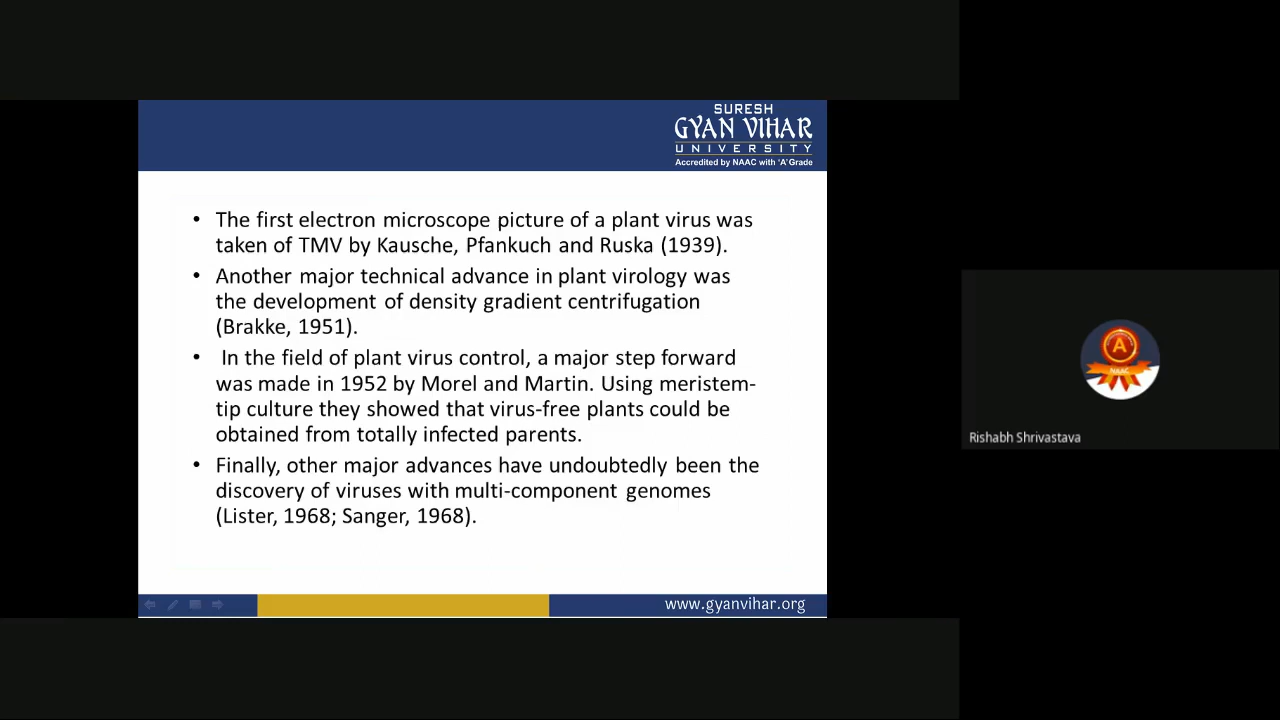 SURESH
GYAN VIHAR
UNIVERSITY
Accredited by NAAC with 'A' Grade
• The first electron microscope picture of a plant virus was
taken of TMV by Kausche, Pfankuch and Ruska (1939).
• Another major technical advance in plant virology was
the development of density gradient centrifugation
(Brakke, 1951).
• In the field of plant virus control, a major step forward
was made in 1952 by Morel and Martin. Using meristem-
tip culture they showed that virus-free plants could be
obtained from totally infected parents.
• Finally, other major advances have undoubtedly been the
discovery of viruses with multi-component genomes
(Lister, 1968; Sanger, 1968).
www.gyanvihar.org
A
NAAC
Rishabh Shrivastava